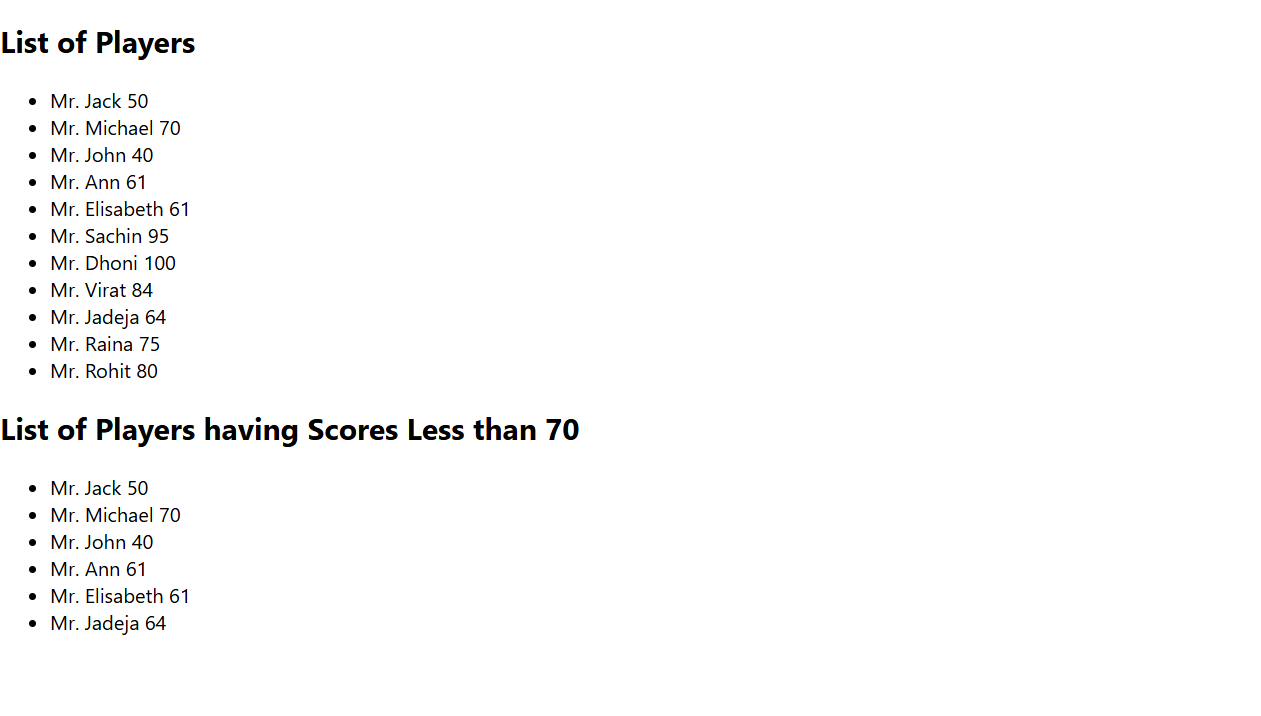 List of Players
Mr. Jack 50
Mr. Michael 70
Mr. John 40
Mr. Ann 61
Mr. Elisabeth 61
Mr. Sachin 95
Mr. Dhoni 100
Mr. Virat 84
Mr. Jadeja 64
Mr. Raina 75
Mr. Rohit 80
List of Players having Scores Less than 70
Mr. Jack 50
Mr. Michael 70
Mr. John 40
Mr. Ann 61
Mr. Elisabeth 61
Mr. Jadeja 64